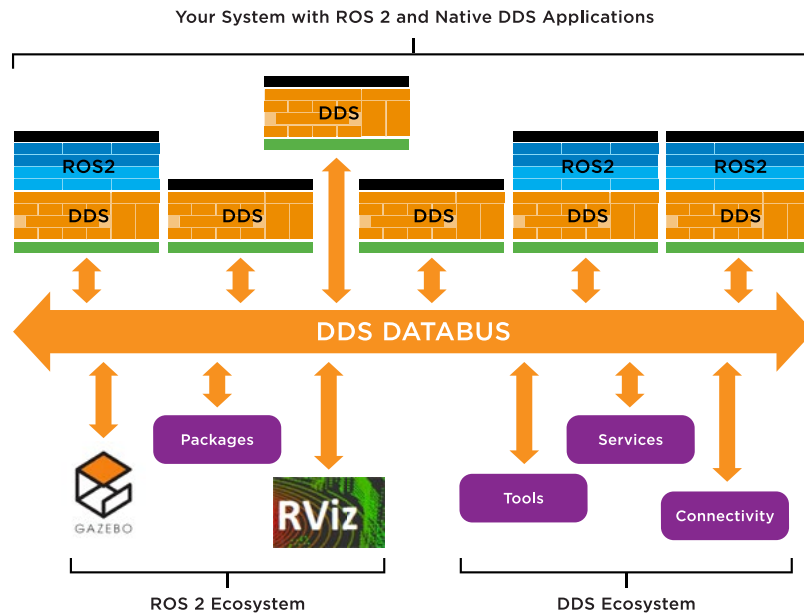 Your System with ROS 2 and Native DDS Applications
DDS
ROS2
ROS2
ROS2
DDS
DDS
DDS
DDS
DDS
DDS DATABUS
Packages
Services
RViz
Tools
Connectivity
GAZEBO
ROS 2 Ecosystem
DDS Ecosystem